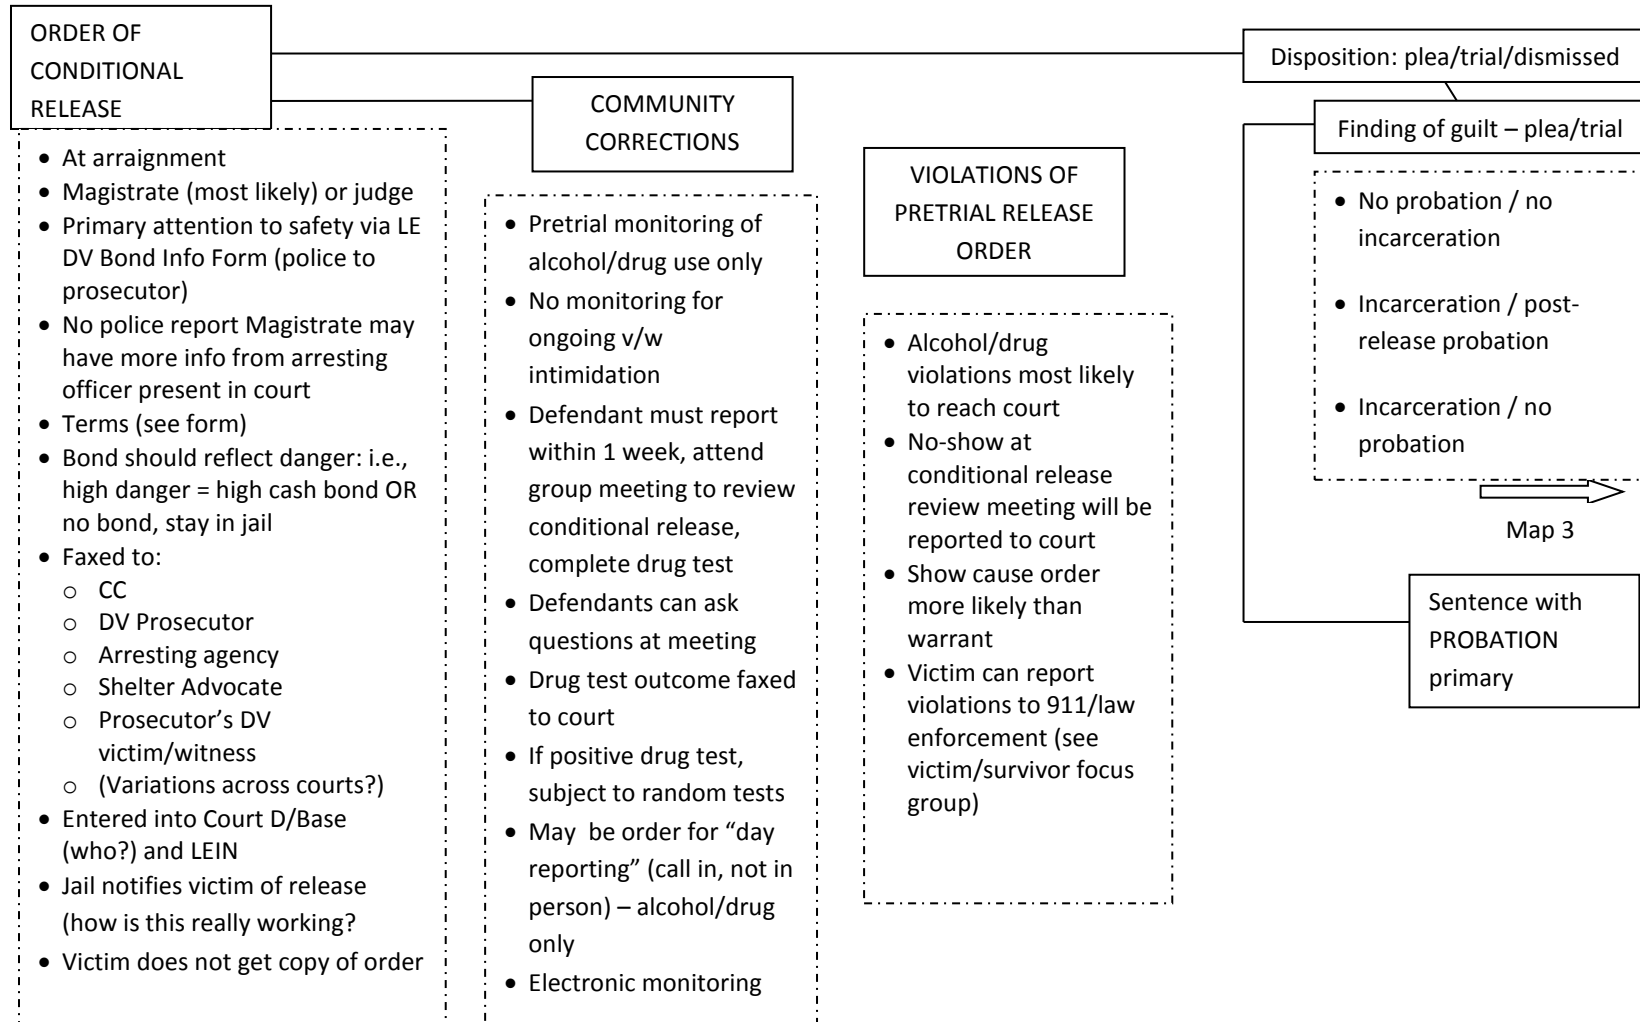 ORDER OF
CONDITIONAL
RELEASE
• At arraignment
• Magistrate (most likely) or judge
• Primary attention to safety via LE
DV Bond Info Form (police to
prosecutor)
• No police report Magistrate may
have more info from arresting
officer present in court
• Terms (see form)
• Bond should reflect danger: i.e.,
high danger = high cash bond OR
no bond, stay in jail
• Faxed to:
o CC
o DV Prosecutor
o Arresting agency
o Shelter Advocate
o Prosecutor’s DV
victim/witness
o (Variations across courts?)
• Entered into Court D/Base
(who?) and LEIN
• Jail notifies victim of release
(how is this really working?
• Victim does not get copy of order
COMMUNITY
CORRECTIONS
• Pretrial monitoring of
alcohol/drug use only
• No monitoring for
ongoing v/w
intimidation
• Defendant must report
within 1 week, attend
group meeting to review
conditional release,
complete drug test
• Defendants can ask
questions at meeting
• Drug test outcome faxed
to court
• If positive drug test,
subject to random tests
• May be order for “day
reporting” (call in, not in
person) – alcohol/drug
only
• Electronic monitoring
VIOLATIONS OF
PRETRIAL RELEASE
ORDER
• Alcohol/drug
violations most likely
to reach court
• No-show at
conditional release
review meeting will be
reported to court
• Show cause order
more likely than
warrant
• Victim can report
violations to 911/law
enforcement (see
victim/survivor focus
group)
Disposition: plea/trial/dismissed
Finding of guilt – plea/trial
• No probation / no
incarceration
• Incarceration / post-
release probation
• Incarceration / no
probation
Map 3
Sentence with
PROBATION
primary